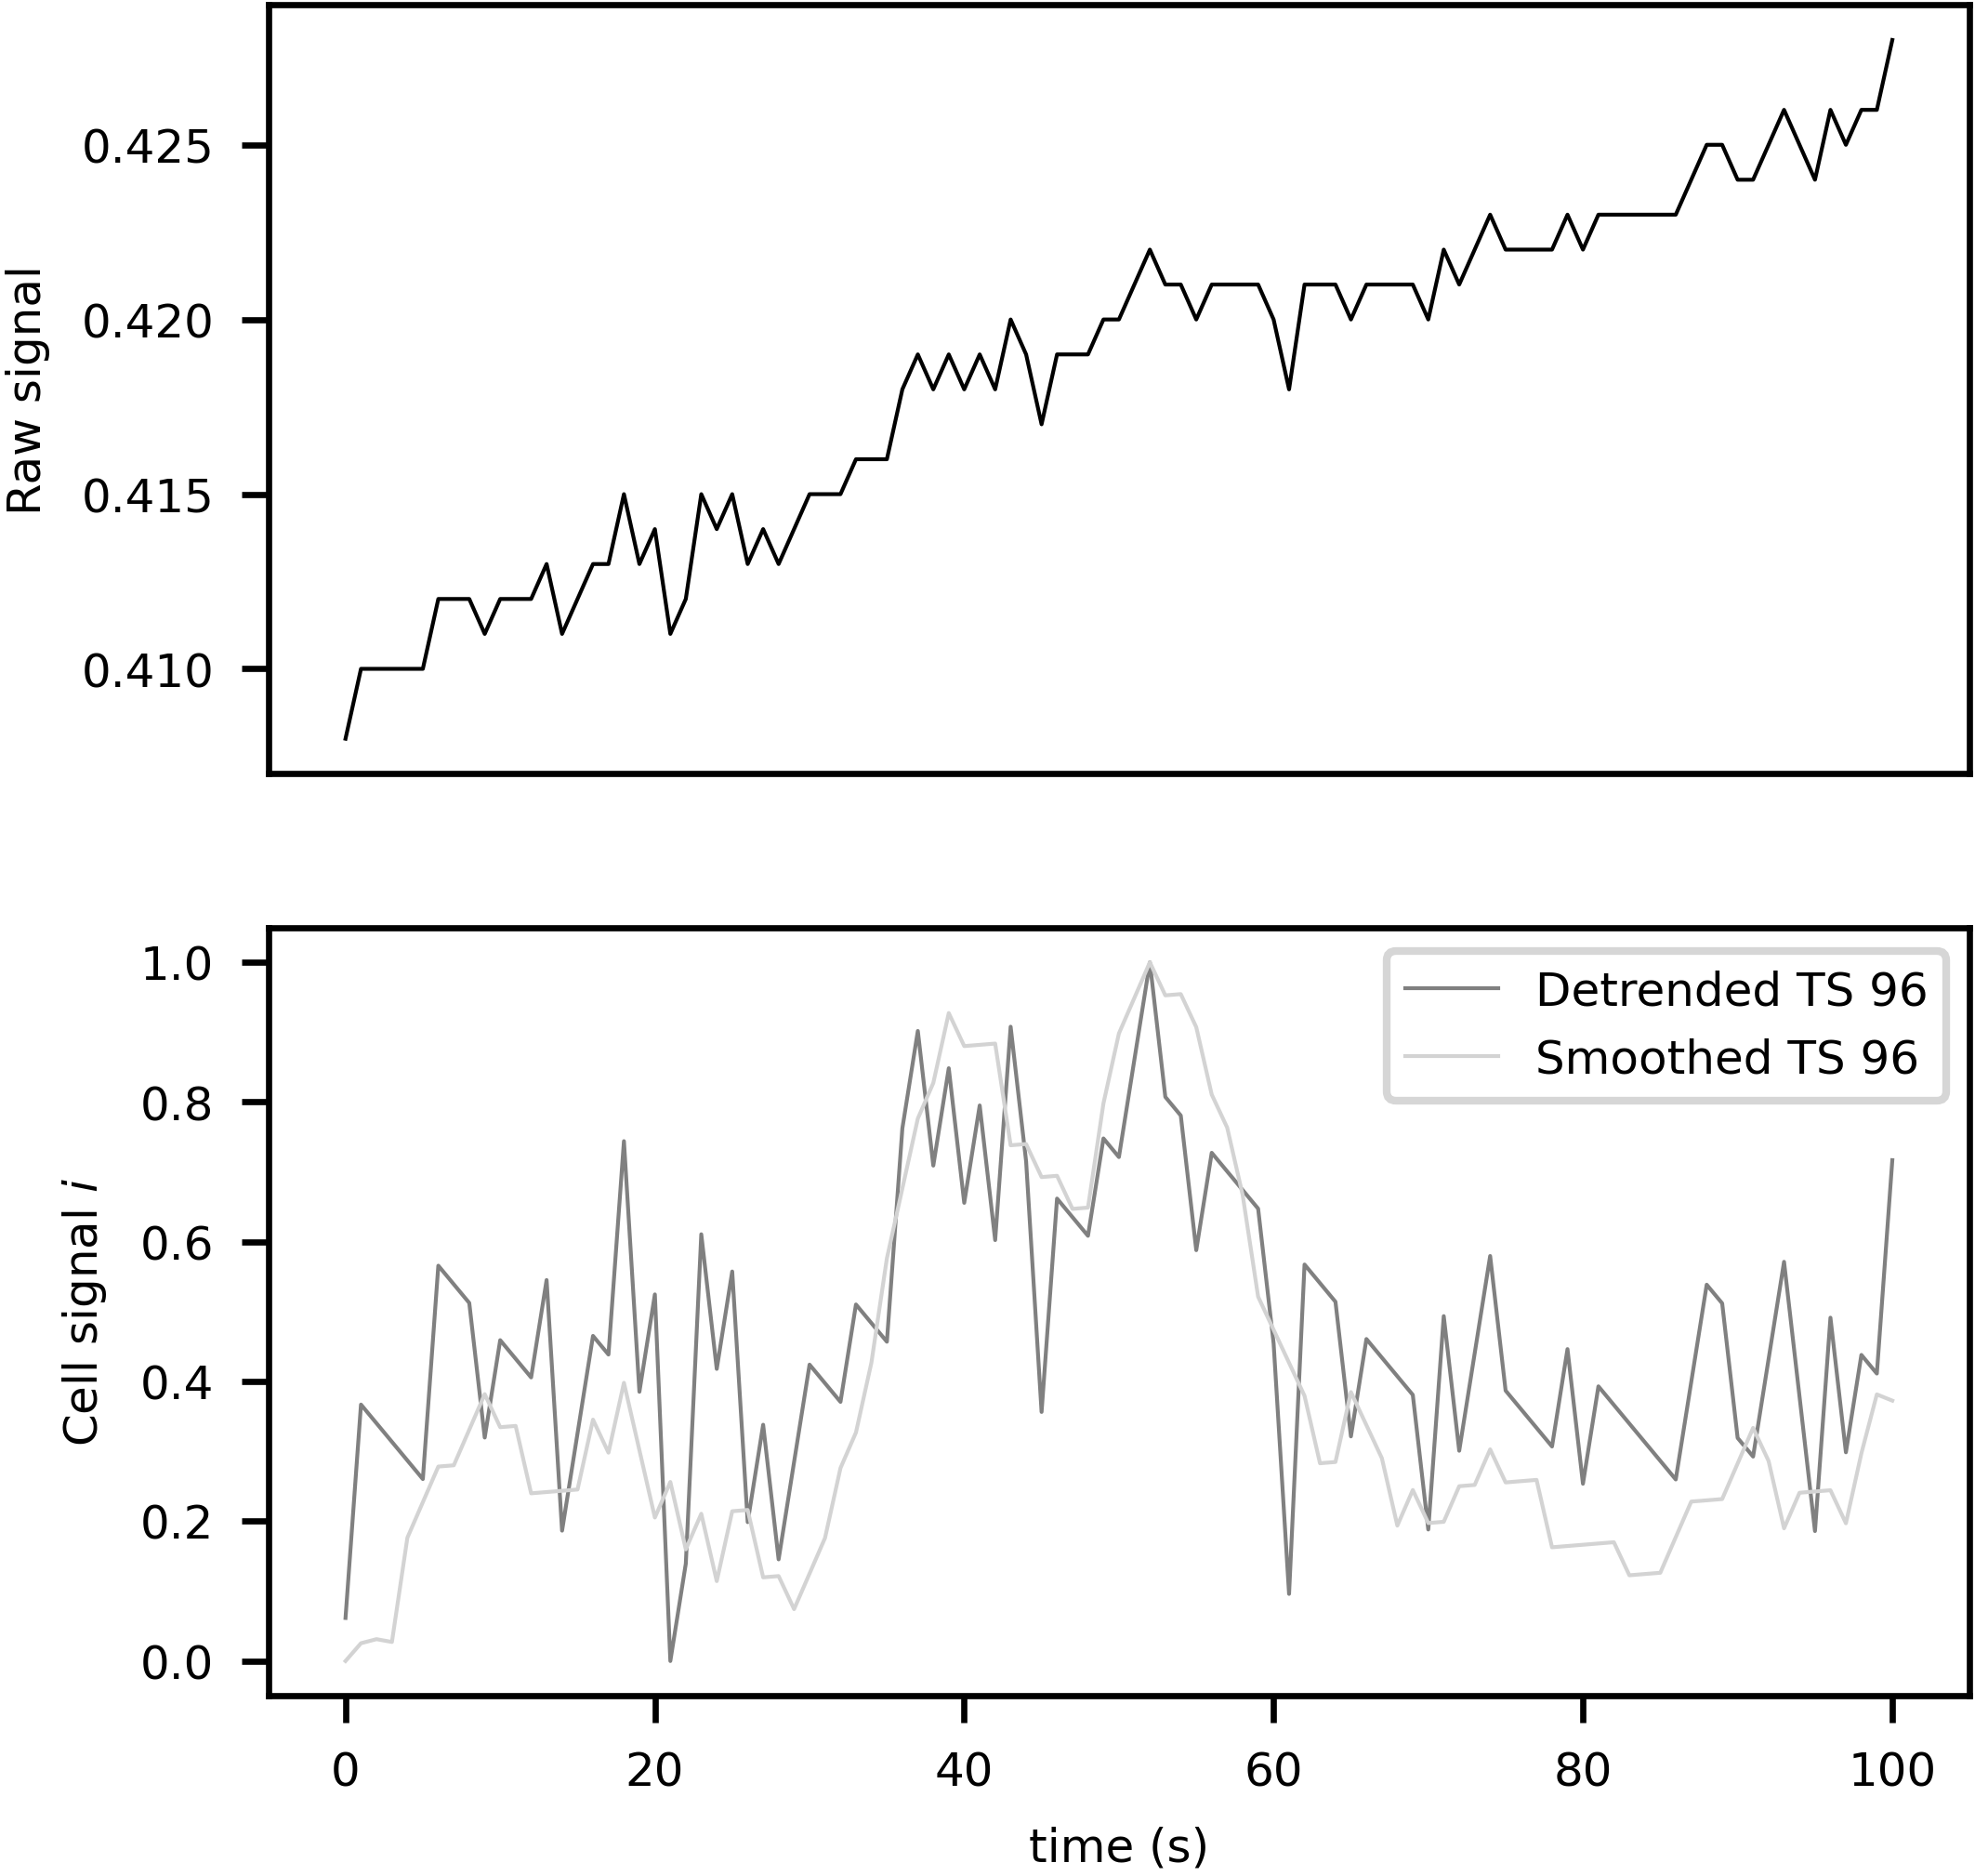 Raw signal
0.425
0.420
0.415
0.410
Cell signal i
1.0
0.8
0.6
0.4
0.2
0.0
Detrended TS 96
Smoothed TS 96
0 20 40 60 80 100
time (s)